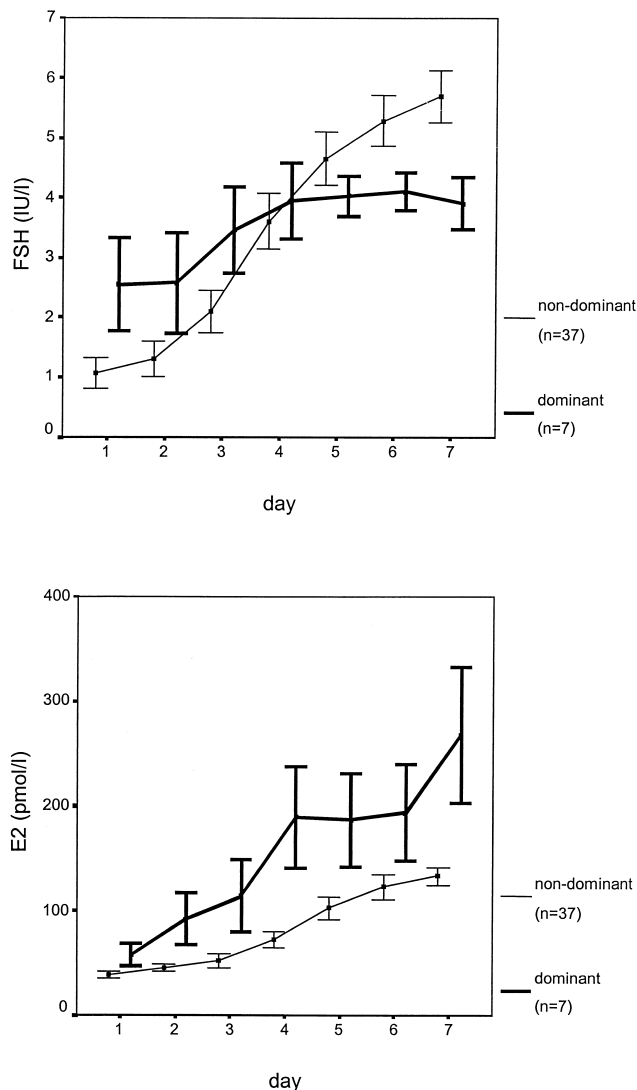 7
6
5
4
3
2
1
0
FSH (IU/l)
1 2 3 4 5 6 7
day
non-dominant
(n=37)
dominant
(n=7)
400
300
200
100
0
E2 (pmol/l)
1 2 3 4 5 6 7
day
non-dominant
(n=37)
dominant
(n=7)